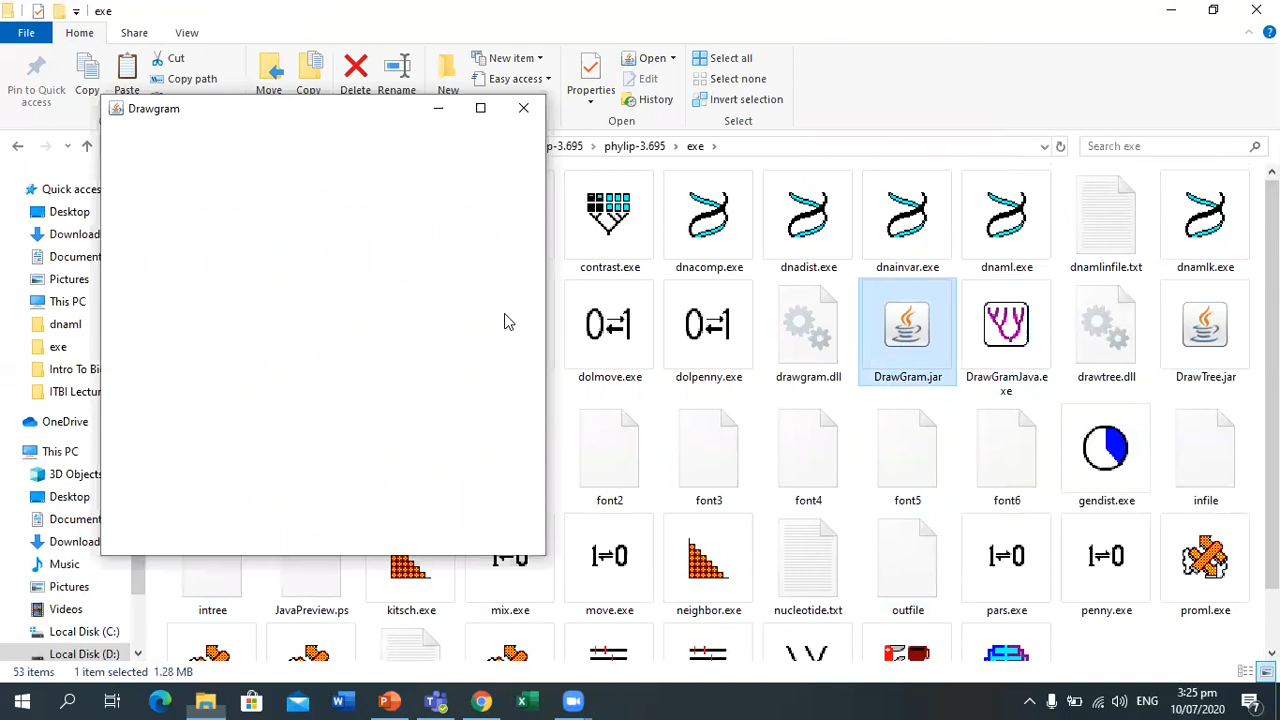 exe
File Home Share View
Pin to Quick access
Copy
Paste
Cut
Copy path
Move
Copy
Delete
Rename
New
New item
Easy access
Properties
Open
Edit
History
Open
Select all
Select none
Invert selection
Select
Drawgram
p-3.695 > phylip-3.695 > exe >
Search exe
Quick acces
Desktop
Download
Document
Pictures
This PC
dnaml
exe
Intro To Bi
ITBI Lectur
OneDrive
This PC
3D Objects
Desktop
Document
Download
Music
Pictures
Videos
Local Disk (C:)
Local Disk (D:)
contrast.exe dnacomp.exe dnadist.exe dnainvar.exe dnaml.exe dnamlinfile.txt dnamlk.exe
dolmove.exe dolpenny.exe drawgram.dll DrawGram.jar DrawGramJava.e
xe drawtree.dll DrawTree.jar
font2 font3 font4 font5 font6 gendist.exe infile
intree JavaPreview.ps kitsch.exe mix.exe move.exe neighbor.exe nucleotide.txt outfile pars.exe penny.exe proml.exe
53 items 1 item selected 1.28 MB
ENG
3:25 pm
10/07/2020
7